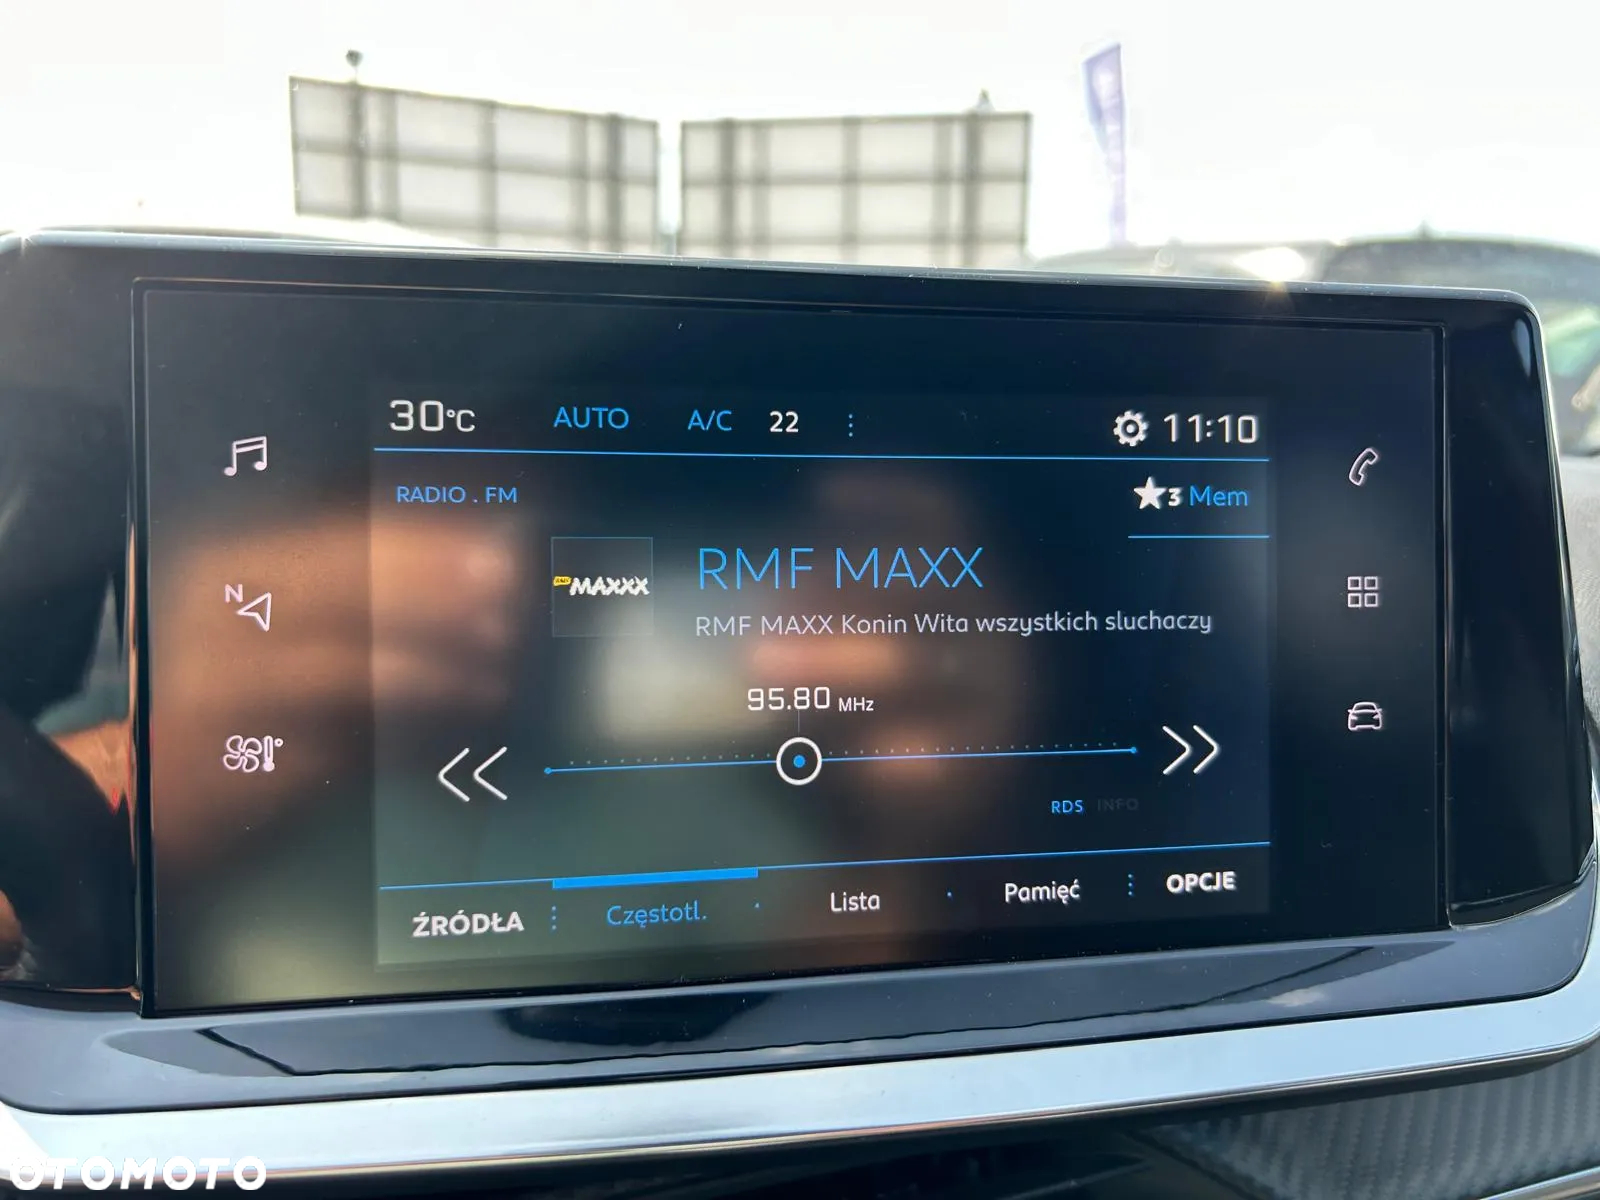 30°C AUTO A/C 22 11:10
RADIO . FM
3 Mem
RMF MAXX
MAXXX
RMF MAXX Konin Wita wszystkich sluchaczy
95.80 MHz
N
RDS INFO
ŹRÓDŁA Częstotl. Lista Pamięć OPCJE
OTOMOTO